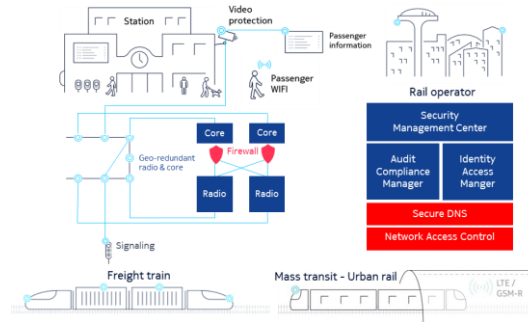 Station
Video
protection
Passenger
information
Passenger
WIFI
Rail operator
Security
Management Center
Audit
Compliance
Manager
Identity
Access
Manger
Secure DNS
Network Access Control
Core
Core
Firewall
Geo-redundant
radio & core
Radio
Radio
Signaling
Freight train
Mass transit - Urban rail
LTE /
GSM-R